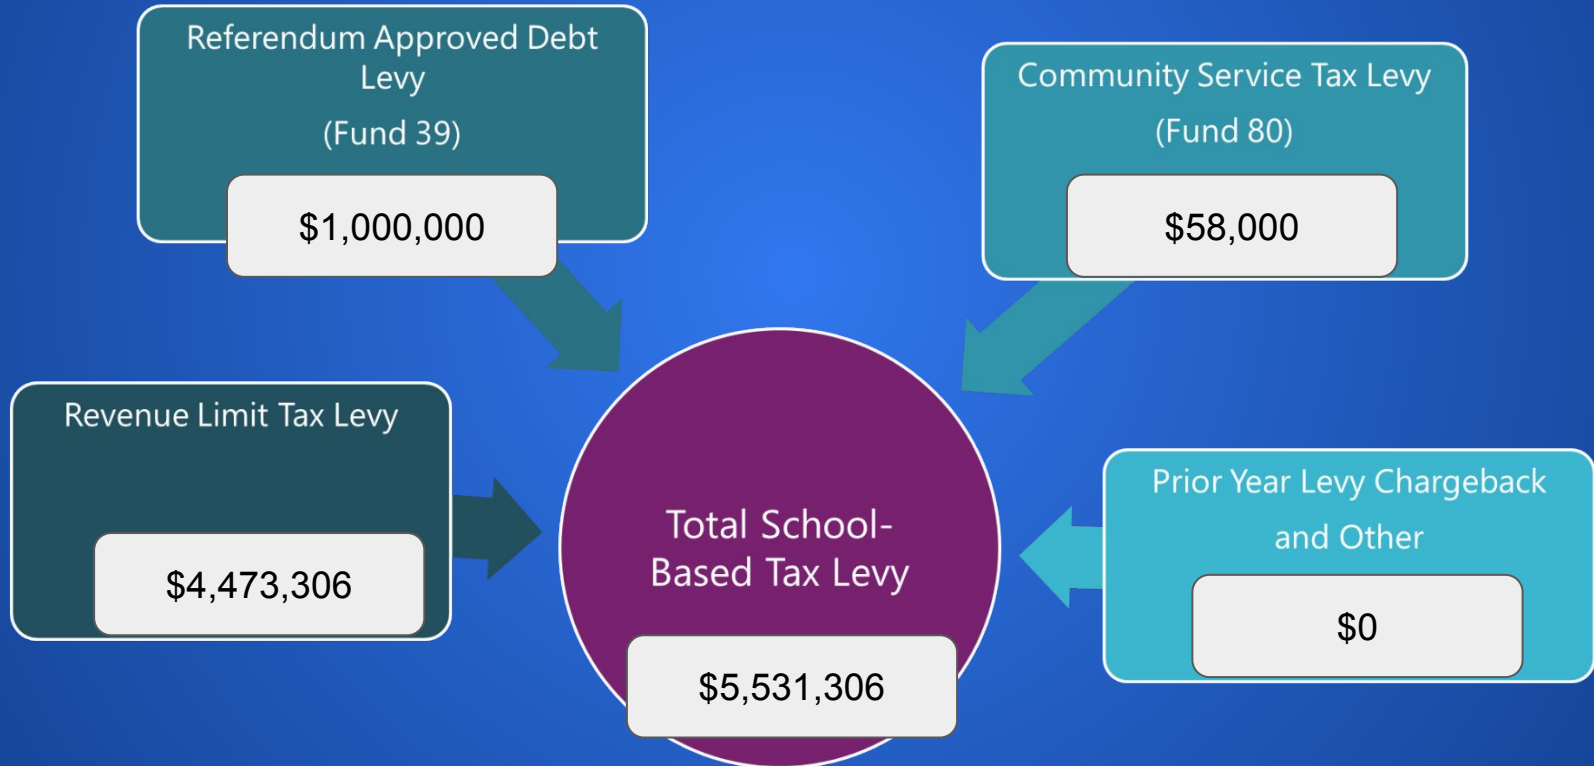 Referendum Approved Debt
Levy
(Fund 39)
$1,000,000
Community Service Tax Levy
(Fund 80)
$58,000
Revenue Limit Tax Levy
$4,473,306
Total School-
Based Tax Levy
$5,531,306
Prior Year Levy Chargeback
and Other
$0